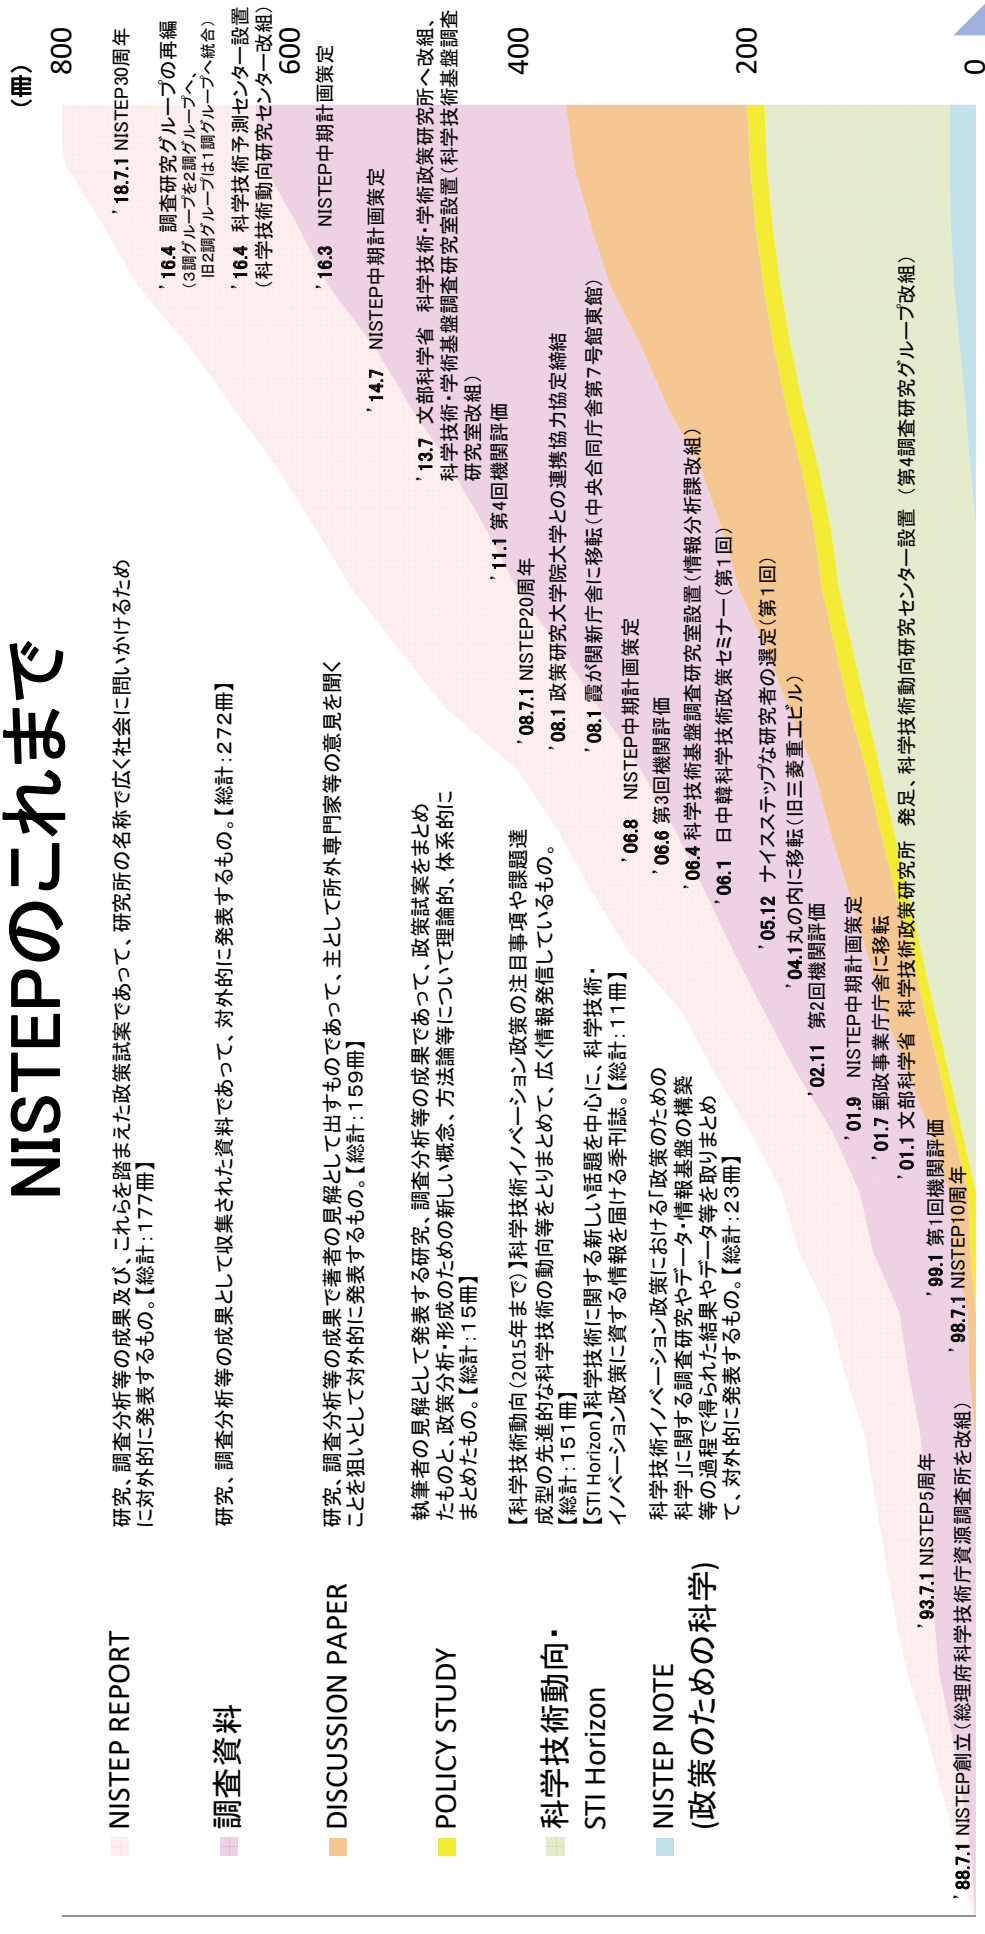 NISTEPのこれまで
（冊）
800
600
400
200
0
NISTEP REPORT
研究、調査分析等の成果及び、これらを踏まえた政策試案であって、研究所の名称で広く社会に問いかけるため
に対外的に発表するもの。【総計：177冊】
調査資料
研究、調査分析等の成果として収集された資料であって、対外的に発表するもの。【総計：272冊】
DISCUSSION PAPER
研究、調査分析等の成果で著者の見解として出すものであって、主として所外専門家等の意見を聞く
ことを狙いとして対外的に発表するもの。【総計：159冊】
POLICY STUDY
執筆者の見解として発表する研究、調査分析等の成果であって、政策試案をまとめ
たものと、政策分析・形成のための新しい概念、方法論等について理論的、体系的に
まとめたもの。【総計：15冊】
科学技術動向・
STI Horizon
【科学技術動向（2015年まで）】科学技術イノベーション政策の注目事項や課題達
成型の先進的な科学技術の動向等をとりまとめて、広く情報発信しているもの。
【総計：151冊】
【STI Horizon】科学技術に関する新しい話題を中心に、科学技術・
イノベーション政策に資する情報を届ける季刊誌。【総計：11冊】
NISTEP NOTE
(政策のための科学)
科学技術イノベーション政策における「政策のための
科学」に関する調査研究やデータ・情報基盤の構築
等の過程で得られた結果やデータ等を取りまとめ
て、対外的に発表するもの。【総計：23冊】
’18.7.1 NISTEP30周年
’16.4 調査研究グループの再編
（3調グループを2調グループへ、
旧2調グループは1調グループへ統合）
’16.4 科学技術予測センター設置
（科学技術動向研究センター改組）
’16.3 NISTEP中期計画策定
’14.7 NISTEP中期計画策定
’13.7 文部科学省 科学技術・学術政策研究所へ改組、
科学技術・学術基盤調査研究室設置（科学技術基盤調査
研究室改組）
’11.1 第4回機関評価
’08.7.1 NISTEP20周年
’08.1 政策研究大学院大学との連携協力協定締結
’08.1 霞が関新庁舎に移転（中央合同庁舎第７号館東館）
’06.8 NISTEP中期計画策定
’06.6 第3回機関評価
’06.4 科学技術基盤調査研究室設置（情報分析課改組）
’06.1 日中韓科学技術政策セミナー（第１回）
’05.12 ナイスステップな研究者の選定（第１回）
’04.1丸の内に移転（旧三菱重工ビル）
’02.11 第2回機関評価
’01.9 NISTEP中期計画策定
’01.7 郵政事業庁庁舎に移転
’01.1 文部科学省 科学技術政策研究所 発足、科学技術動向研究センター設置 （第4調査研究グループ改組）
’99.1 第1回機関評価
’98.7.1 NISTEP10周年
’93.7.1 NISTEP5周年
’88.7.1 NISTEP創立（総理府科学技術庁資源調査所を改組）